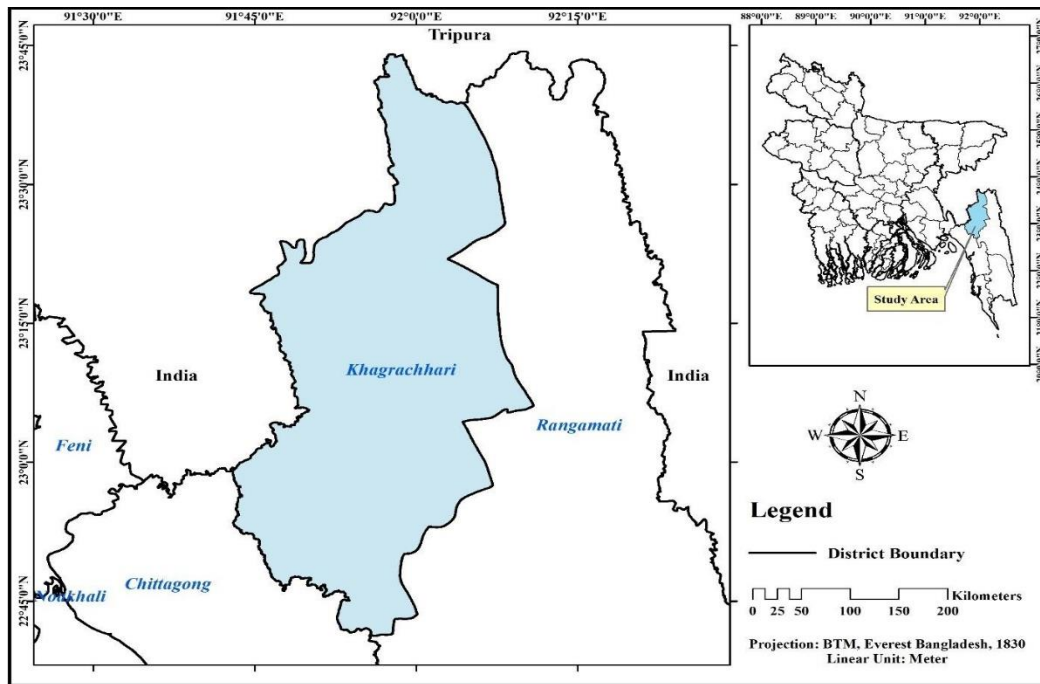 91°30'0"E 91°45'0"E 92°0'0"E 92°15'0"E
23°45'0"N
23°30'0"N
23°15'0"N
23°0'0"N
22°45'0"N
Tripura
India
Khagrachhari
India
Feni
Rangamati
Chittagong
Noakhali
88°0'0"E 89°0'0"E 90°0'0"E 91°0'0"E 92°0'0"E
Study Area
N
W E
S
Legend
District Boundary
Kilometers
0 25 50 100 150 200
Projection: BTM, Everest Bangladesh, 1830
Linear Unit: Meter